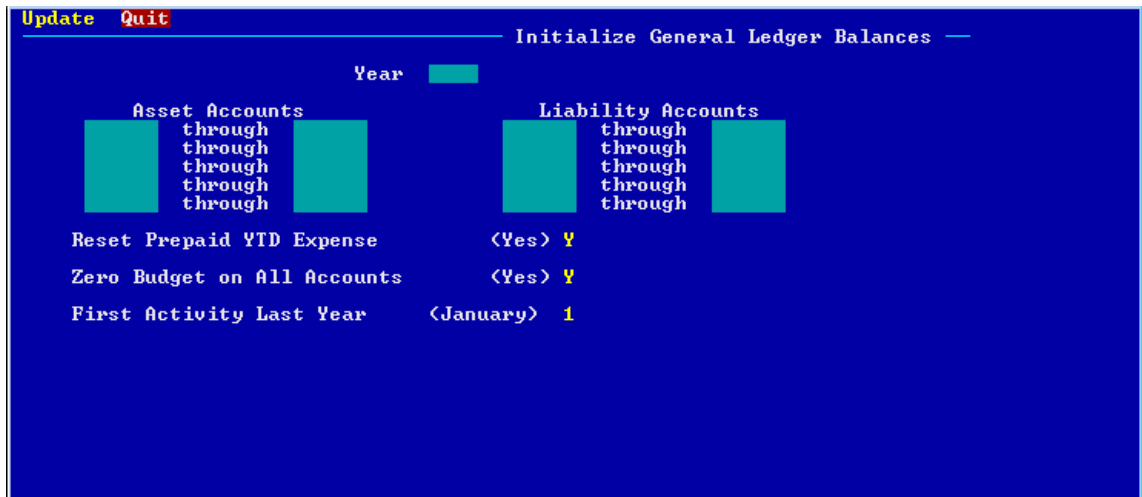 Update Quit
Initialize General Ledger Balances
Year
Asset Accounts Liability Accounts
through through
through through
through through
through through
through through
Reset Prepaid YTD Expense (Yes) Y
Zero Budget on All Accounts (Yes) Y
First Activity Last Year (January) 1